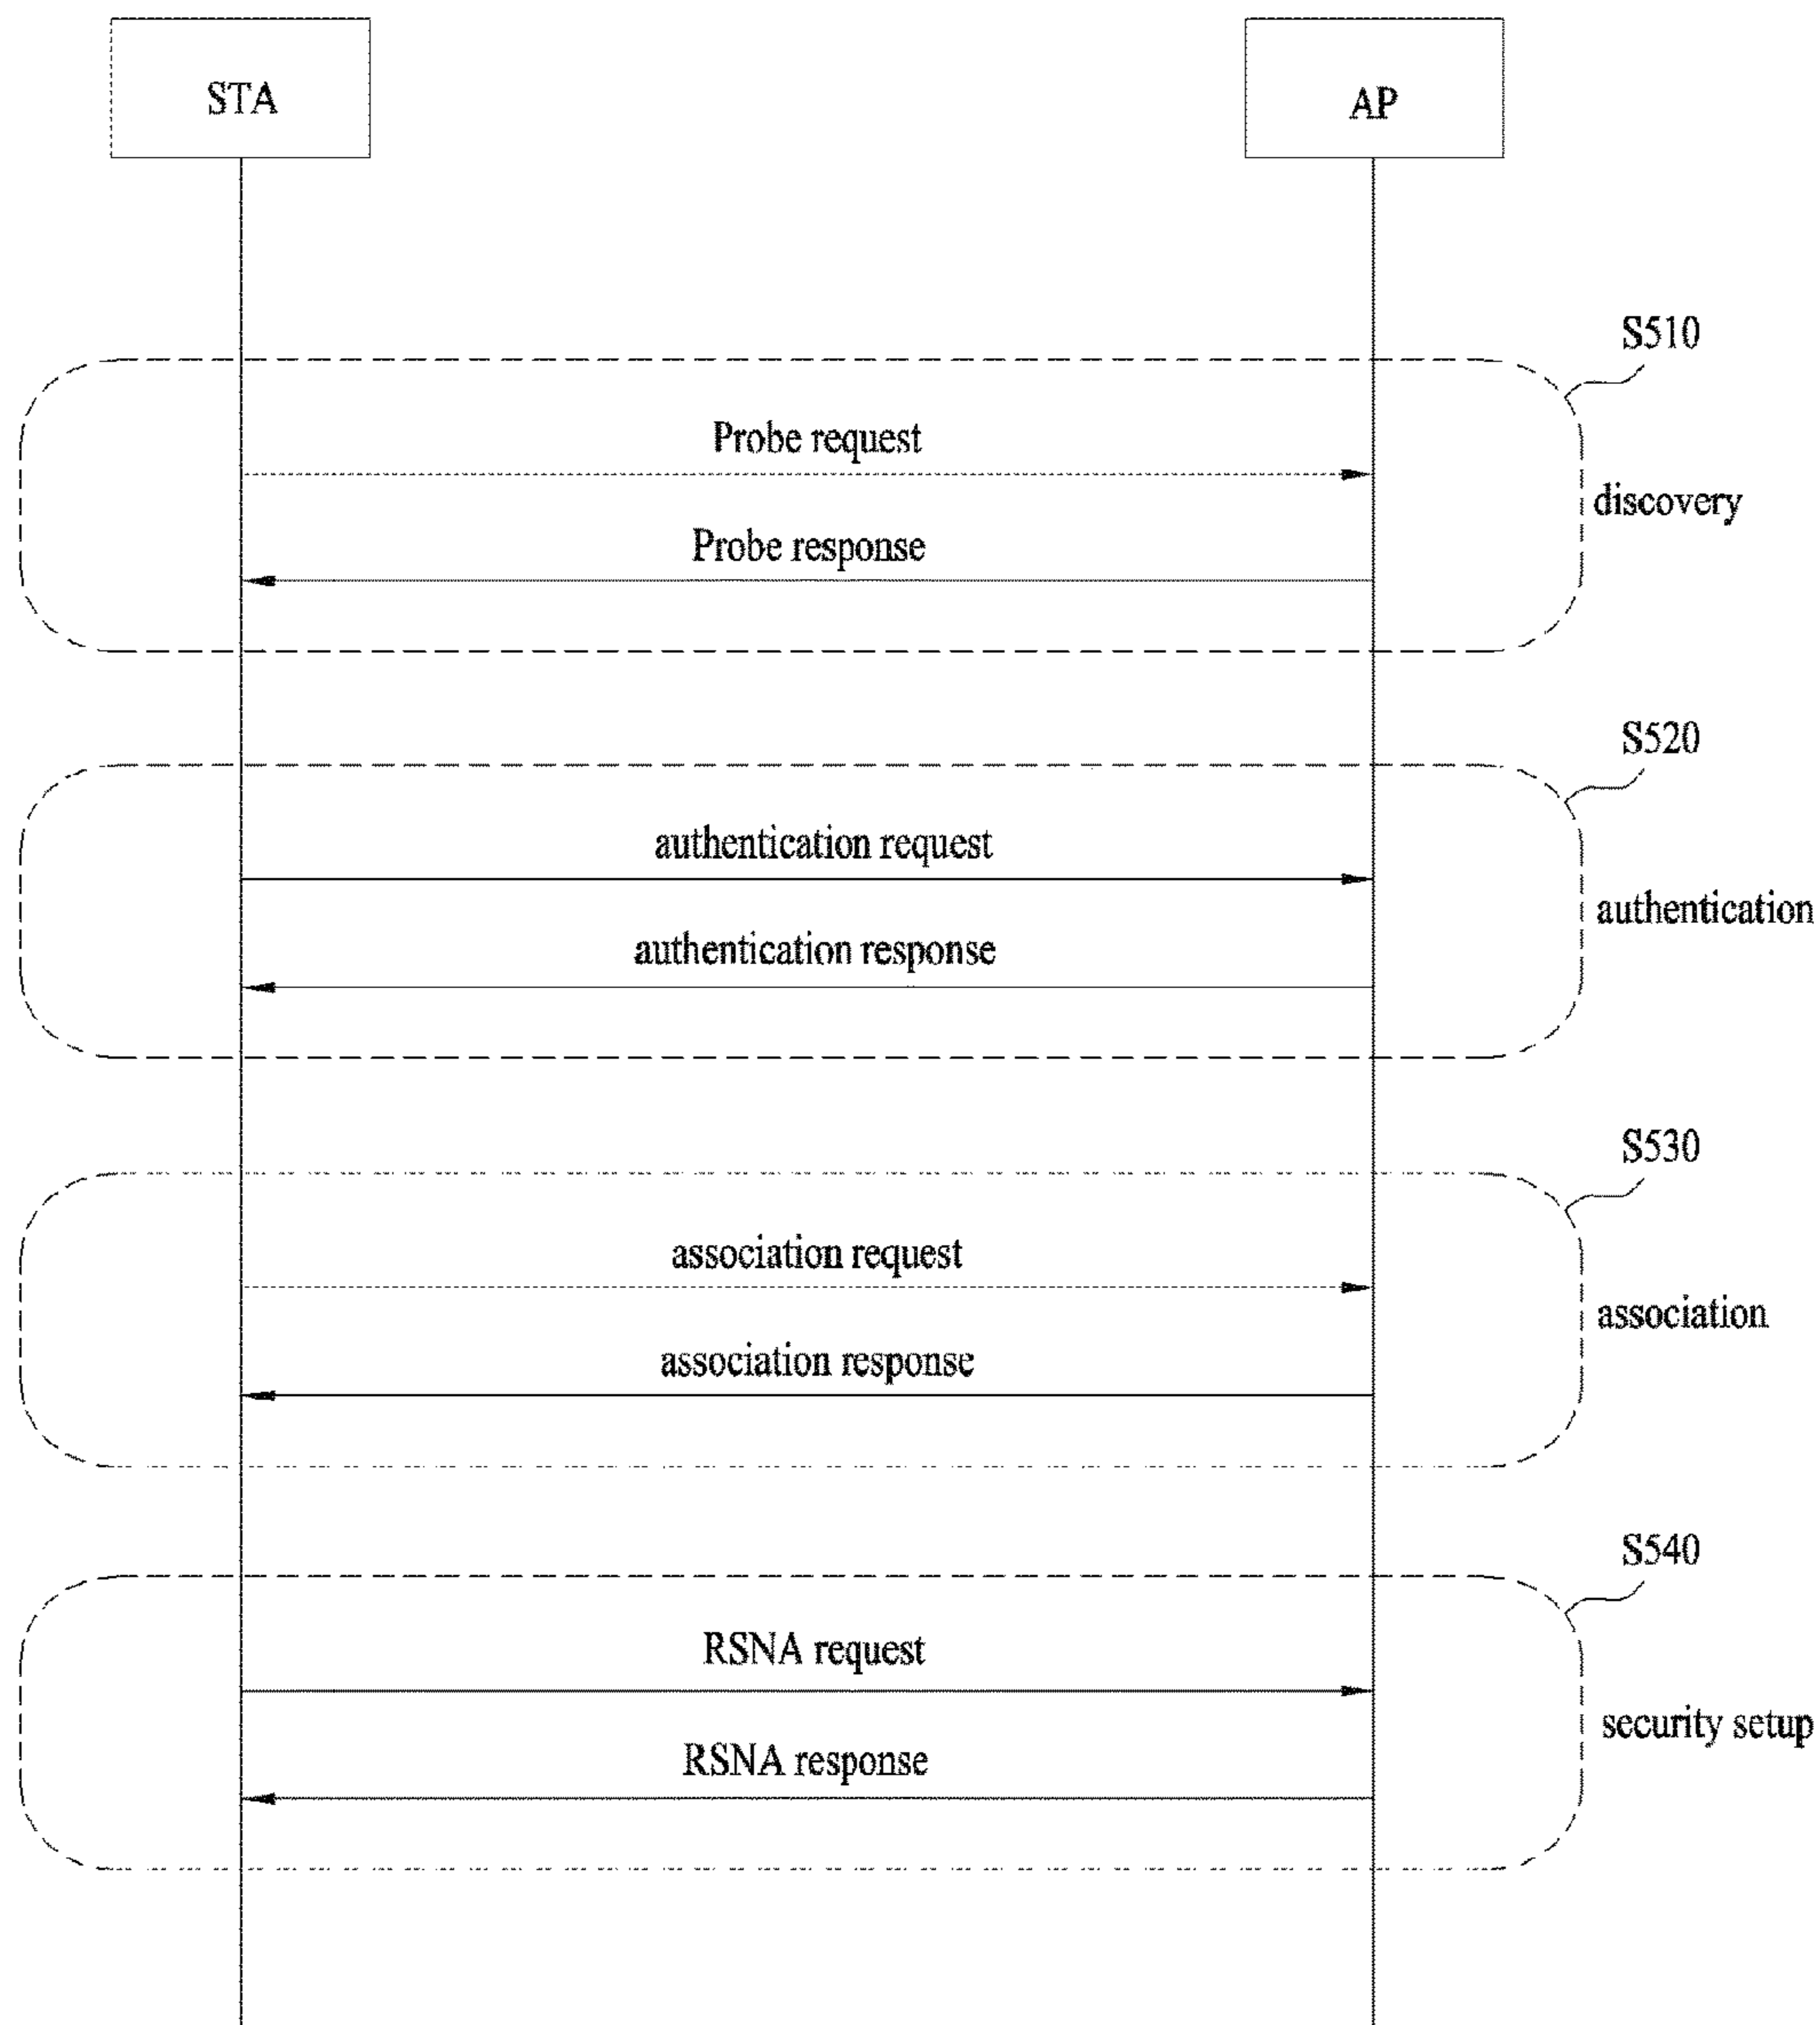 STA
AP
S510
Probe request
discovery
Probe response
S520
authentication request
authentication
authentication response
S530
association request
association
association response
S540
RSNA request
security setup
RSNA response